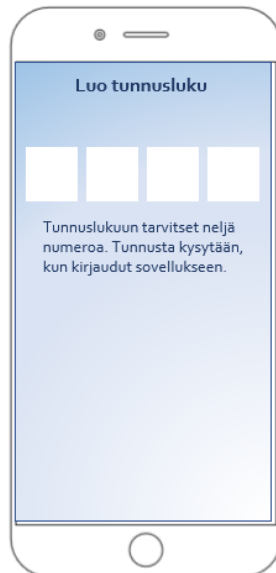 Luo tunnusluku
Tunnuslukuun tarvitset neljä
numeroa. Tunnusta kysytään,
kun kirjaudut sovellukseen.